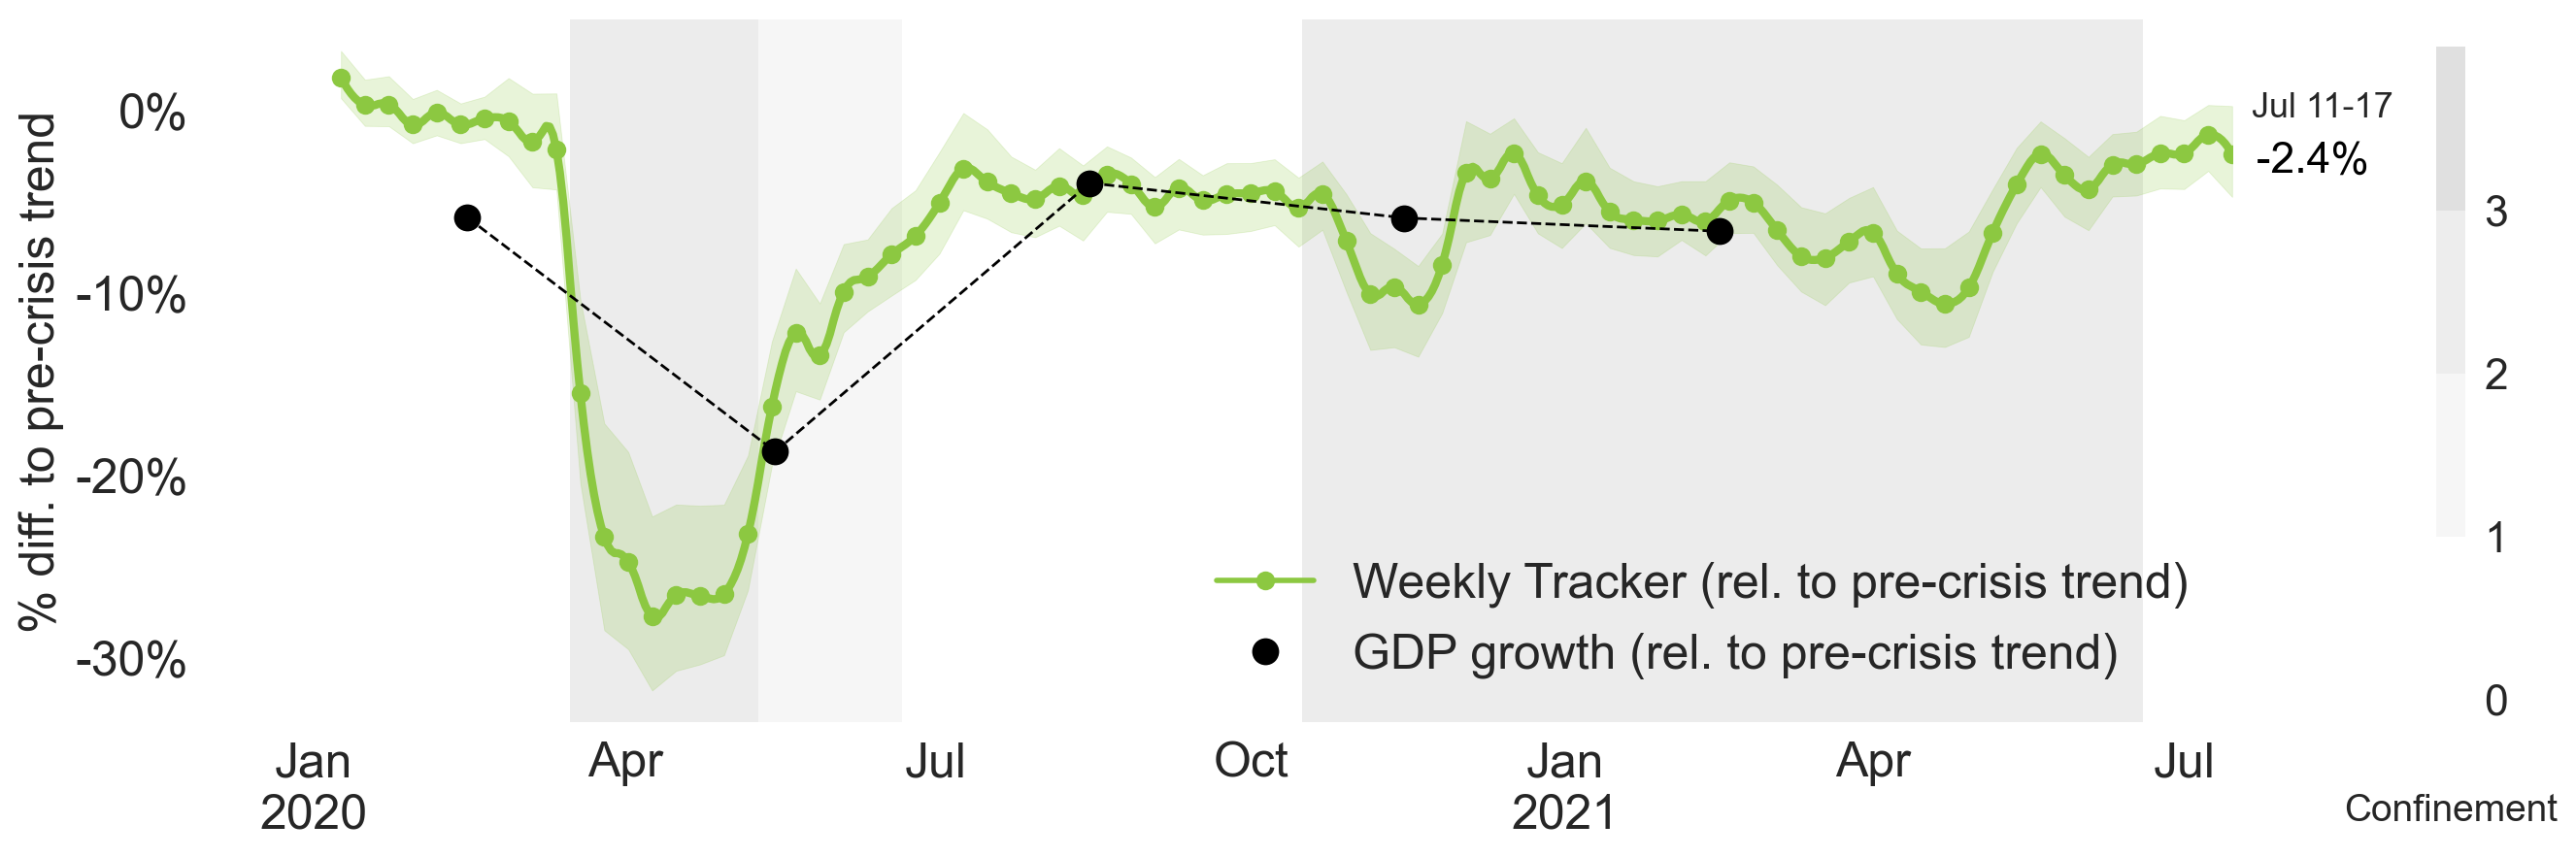 % diff. to pre-crisis trend
0%
-10%
-20%
-30%
Jul 11-17
-2.4%
Weekly Tracker (rel. to pre-crisis trend)
GDP growth (rel. to pre-crisis trend)
3
2
1
0
Confinement
Jan
2020
Apr
Jul
Oct
Jan
2021
Apr
Jul